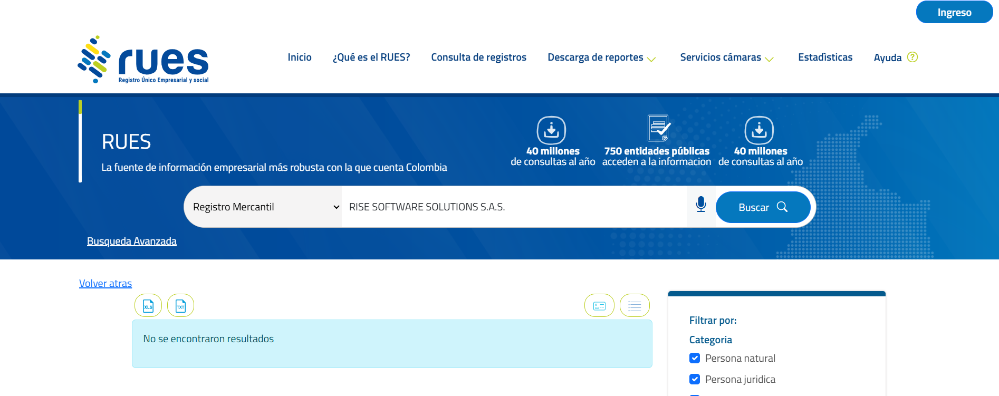 Ingreso
rues
Registro Único Empresarial y social
Inicio
¿Qué es el RUES?
Consulta de registros
Descarga de reportes
Servicios cámaras
Estadìsticas
Ayuda ?
RUES
La fuente de información empresarial más robusta con la que cuenta Colombia
40 millones
de consultas al año
750 entidades públicas
acceden a la informacion
40 millones
de consultas al año
Registro Mercantil
RISE SOFTWARE SOLUTIONS S.A.S.
Buscar
Busqueda Avanzada
Volver atras
XLS
TXT
No se encontraron resultados
Filtrar por:
Categoria
Persona natural
Persona juridica